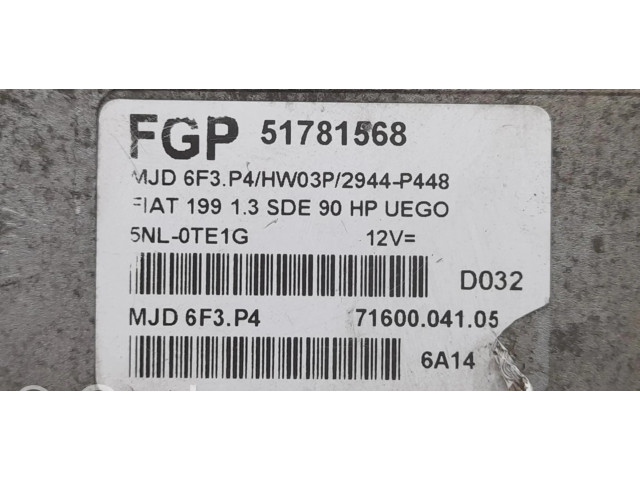 FGP 51781568
MJD 6F3.P4/HW03P/2944-P448
FIAT 199 1.3 SDE 90 HP UEGO
5NL-0TE1G 12V=
D032
MJD 6F3.P4 71600.041.05
6A14